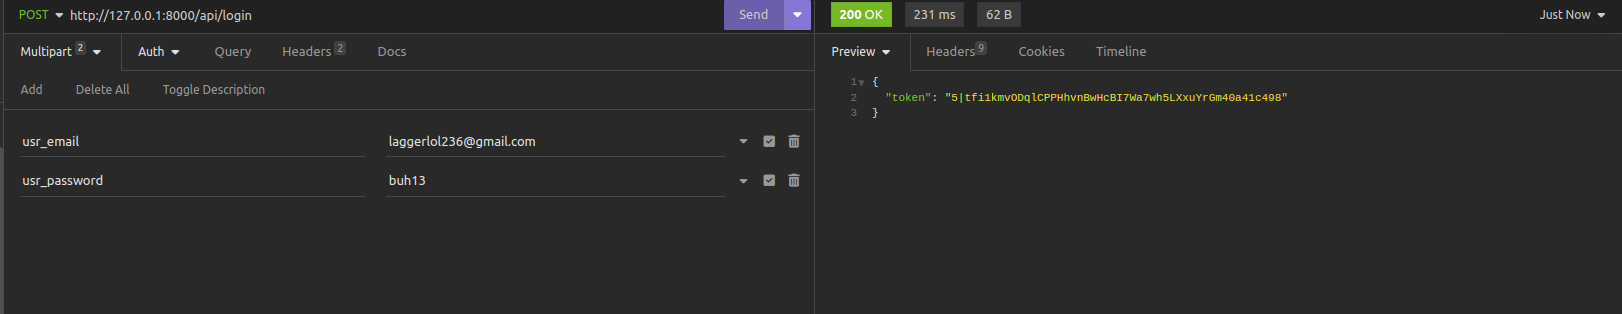 POST http://127.0.0.1:8000/api/login Send
200 OK 231 ms 62 B Just Now
Multipart 2 Auth Query Headers 2 Docs
Preview Headers 9 Cookies Timeline
Add Delete All Toggle Description
1 {
2 "token": "5|tfi1kmvODqlCPPHhvnBwHcBI7Wa7wh5LXxuYrGm40a41c498"
3 }
usr_email laggerlol236@gmail.com
usr_password buh13